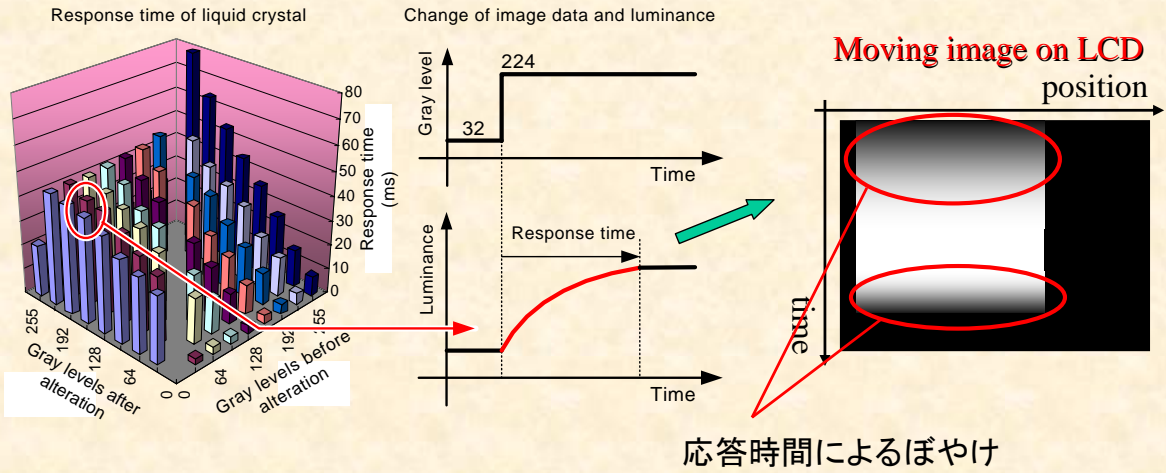 Response time of liquid crystal
80
70
60
50
40
30
20
10
0
Response time
(ms)
255
192
128
64
0
Gray levels after
alteration
0
64
128
192
255
Gray levels before
alteration
Change of image data and luminance
Gray level
224
32
Time
Luminance
Response time
Time
Moving image on LCD
position
time
応答時間によるぼやけ